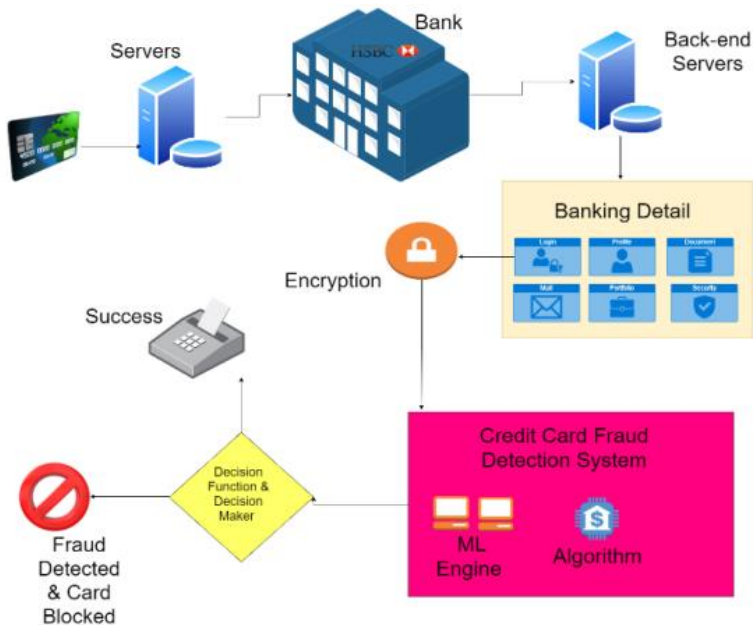 Bank
HSBC
Servers
Back-end
Servers
Banking Detail
Login
Profile
Document
Mail
Portfolio
Security
Encryption
Success
Credit Card Fraud
Detection System
ML
Engine
Algorithm
Decision
Function &
Decision
Maker
Fraud
Detected
& Card
Blocked